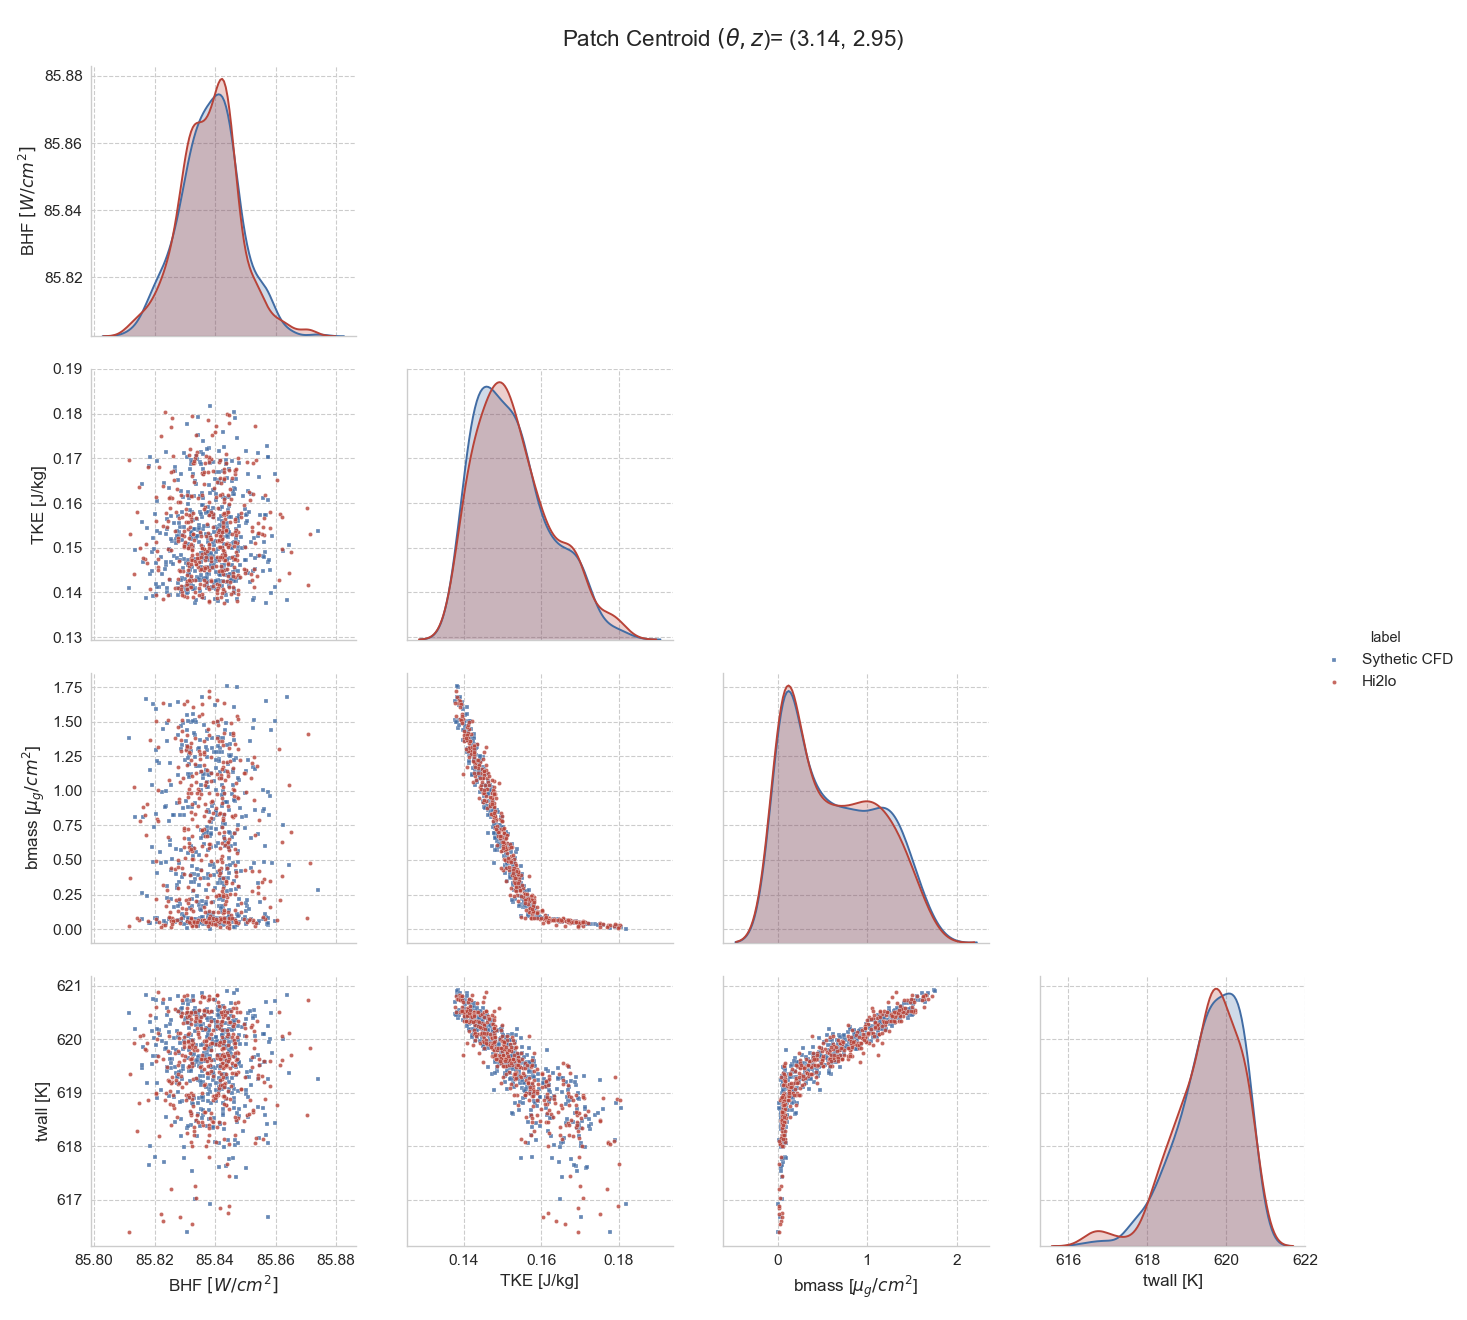 Patch Centroid (θ, z)= (3.14, 2.95)
85.88
85.86
85.84
85.82
BHF [W/cm²]
0.19
0.18
0.17
0.16
0.15
0.14
0.13
TKE [J/kg]
label
Sythetic CFD
Hi2lo
1.75
1.50
1.25
1.00
0.75
0.50
0.25
0.00
bmass [μg/cm²]
621
620
619
618
617
twall [K]
85.80 85.82 85.84 85.86 85.88
BHF [W/cm²]
0.14 0.16 0.18
TKE [J/kg]
0 1 2
bmass [μg/cm²]
616 618 620 622
twall [K]